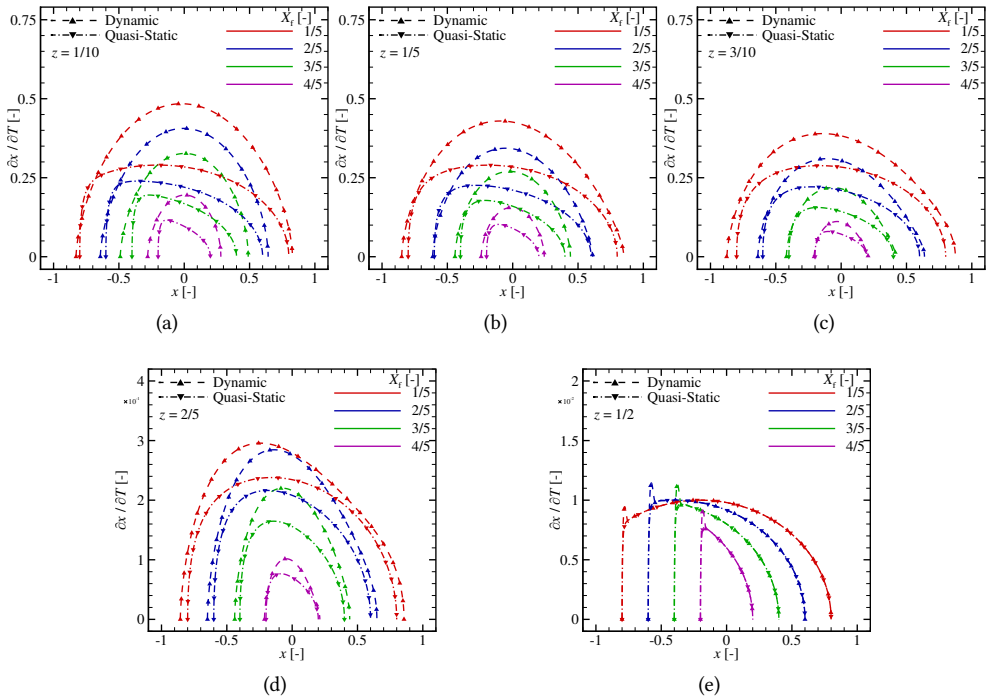 0.75
Dynamic
Quasi-Static
z = 1/10
X_f [-]
1/5
2/5
3/5
4/5
0.5
0.25
0
∂x / ∂T [-]
-1 -0.5 0 0.5 1
x [-]
(a)
0.75
Dynamic
Quasi-Static
z = 1/5
X_f [-]
1/5
2/5
3/5
4/5
0.5
0.25
0
∂x / ∂T [-]
-1 -0.5 0 0.5 1
x [-]
(b)
0.75
Dynamic
Quasi-Static
z = 3/10
X_f [-]
1/5
2/5
3/5
4/5
0.5
0.25
0
∂x / ∂T [-]
-1 -0.5 0 0.5 1
x [-]
(c)
4
Dynamic
Quasi-Static
z = 2/5
X_f [-]
1/5
2/5
3/5
4/5
3
2
1
0
∂x / ∂T [-]
-1 -0.5 0 0.5 1
x [-]
(d)
2
Dynamic
Quasi-Static
z = 1/2
X_f [-]
1/5
2/5
3/5
4/5
1.5
1
0.5
0
∂x / ∂T [-]
-1 -0.5 0 0.5 1
x [-]
(e)